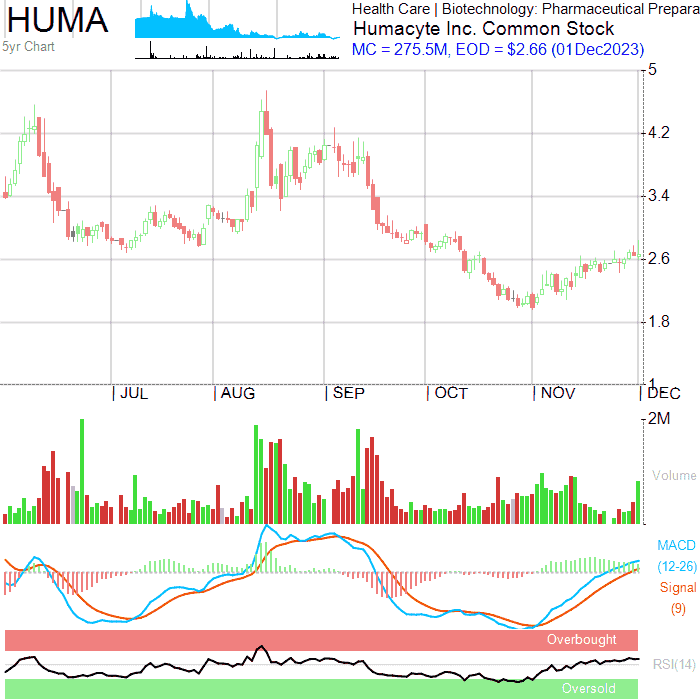 HUMA
5yr Chart
Health Care | Biotechnology: Pharmaceutical Prepara
Humacyte Inc. Common Stock
MC = 275.5M, EOD = $2.66 (01Dec2023)
5
4.2
3.4
2.6
1.8
1
JUL AUG SEP OCT NOV DEC
2M
Volume
MACD
(12-26)
Signal
(9)
Overbought
RSI(14)
Oversold